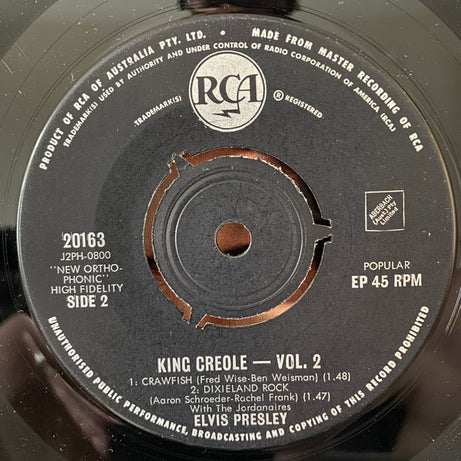 PRODUCT OF RCA OF AUSTRALIA PTY. LTD. • MADE FROM MASTER RECORDING OF RCA
TRADEMARK(S) USED BY AUTHORITY AND UNDER CONTROL OF RADIO CORPORATION OF AMERICA (RCA)
RCA
-TRADEMARK(S) ® REGISTERED
20163
J2PH-0800
"NEW ORTHO-
PHONIC"
HIGH FIDELITY
SIDE 2
ABERBACH
(Aust.) Pty
Limited
POPULAR
EP 45 RPM
KING CREOLE — VOL. 2
1: CRAWFISH (Fred Wise-Ben Weisman) (1.48)
2: DIXIELAND ROCK
(Aaron Schroeder-Rachel Frank) (1.47)
With The Jordanaires
ELVIS PRESLEY
UNAUTHORISED PUBLIC PERFORMANCE, BROADCASTING AND COPYING OF THIS RECORD PROHIBITED